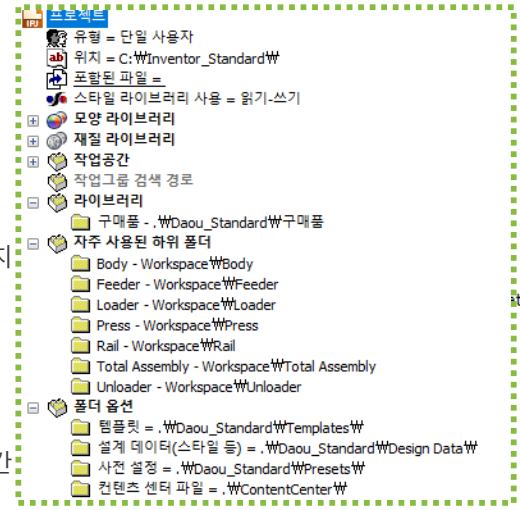 프로젝트
유형 = 단일 사용자
위치 = C:₩Inventor_Standard₩
포함된 파일 =
스타일 라이브러리 사용 = 읽기-쓰기
모양 라이브러리
재질 라이브러리
작업공간
작업그룹 검색 경로
라이브러리
구매품 - .₩Daou_Standard₩구매품
지
자주 사용된 하위 폴더
Body - Workspace₩Body
Feeder - Workspace₩Feeder
Loader - Workspace₩Loader
et
Press - Workspace₩Press
Rail - Workspace₩Rail
Total Assembly - Workspace₩Total Assembly
Unloader - Workspace₩Unloader
폴더 옵션
템플릿 = .₩Daou_Standard₩Templates₩
설계 데이터(스타일 등) = .₩Daou_Standard₩Design Data₩
가
사전 설정 = .₩Daou_Standard₩Presets₩
컨텐츠 센터 파일 = .₩ContentCenter₩